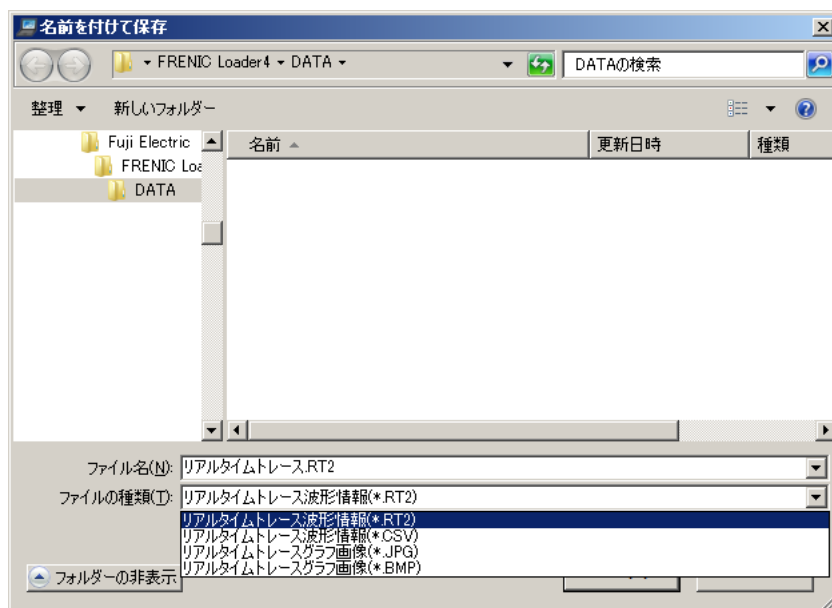 名前を付けて保存
FRENIC Loader4 DATA
DATAの検索
整理 新しいフォルダー
Fuji Electric
FRENIC Loa
DATA
名前 更新日時 種類
ファイル名(N): リアルタイムトレース.RT2
ファイルの種類(T): リアルタイムトレース波形情報(*.RT2)
リアルタイムトレース波形情報(*.RT2)
リアルタイムトレース波形情報(*.CSV)
リアルタイムトレースグラフ画像(*.JPG)
リアルタイムトレースグラフ画像(*.BMP)
フォルダーの非表示